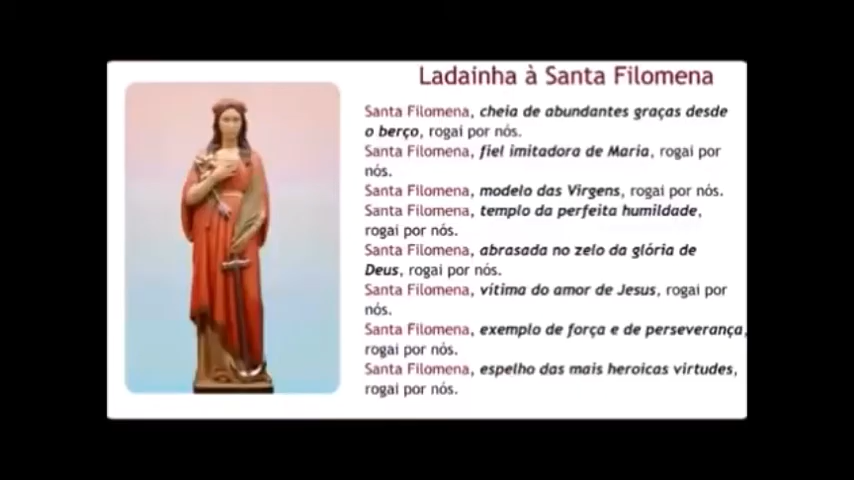 Ladainha à Santa Filomena
Santa Filomena, cheia de abundantes graças desde
o berço, rogai por nós.
Santa Filomena, fiel imitadora de Maria, rogai por
nós.
Santa Filomena, modelo das Virgens, rogai por nós.
Santa Filomena, templo da perfeita humildade,
rogai por nós.
Santa Filomena, abrasada no zelo da glória de
Deus, rogai por nós.
Santa Filomena, vítima do amor de Jesus, rogai por
nós.
Santa Filomena, exemplo de força e de perseverança,
rogai por nós.
Santa Filomena, espelho das mais heroicas virtudes,
rogai por nós.